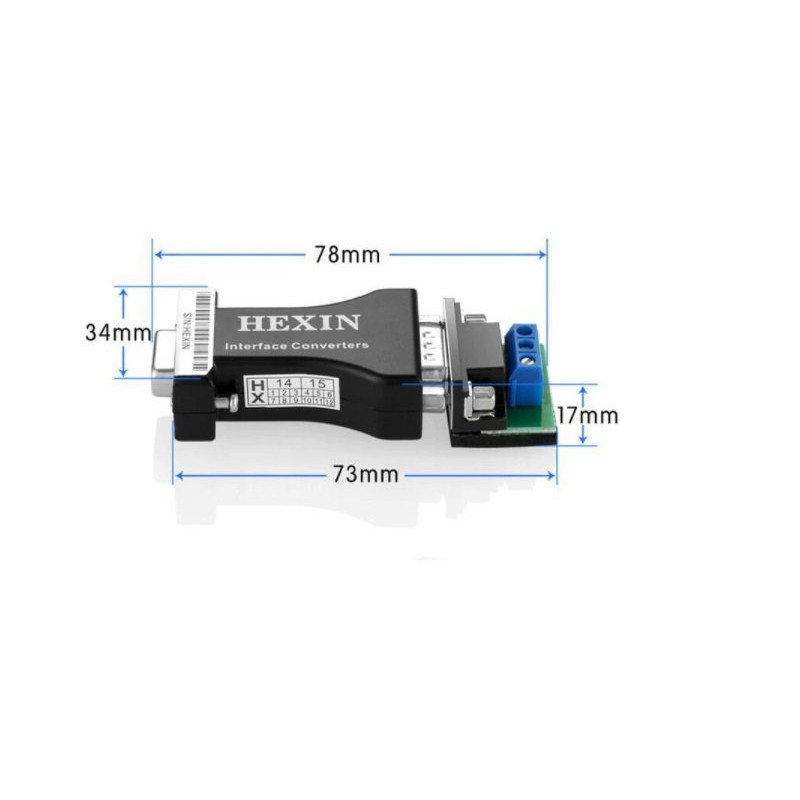 78mm
34mm
S/N:HEXIN
HEXIN
Interface Converters
HX 14 15
1 2 3 4 5 6
7 8 9 10 11 12
17mm
73mm